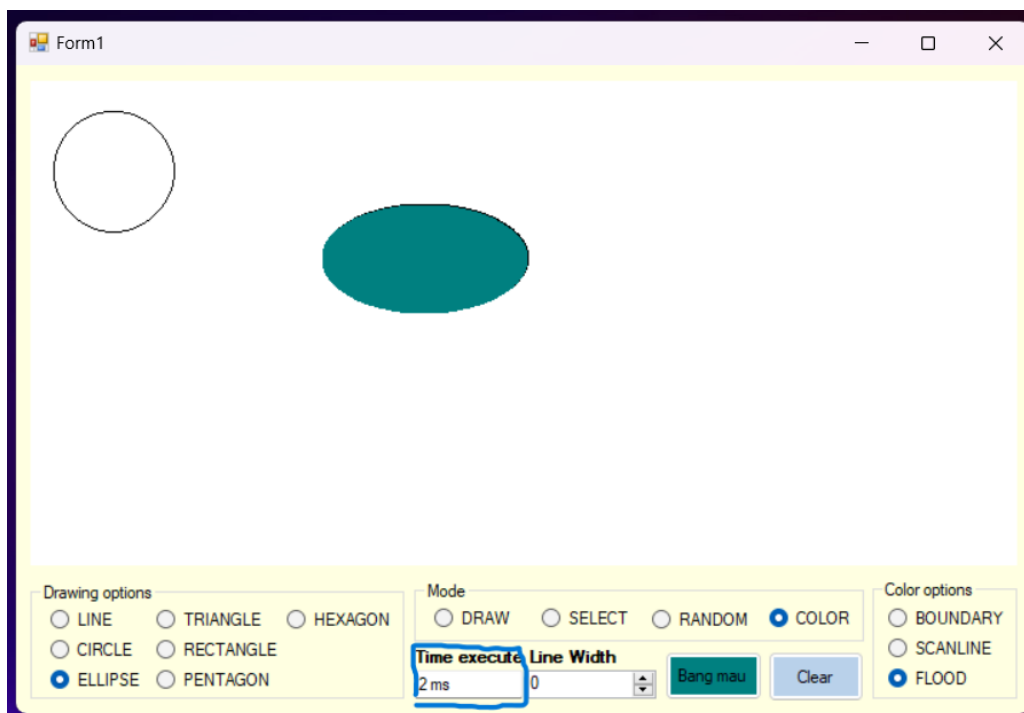 Form1
Drawing options
LINE TRIANGLE HEXAGON
CIRCLE RECTANGLE
ELLIPSE PENTAGON
Mode
DRAW SELECT RANDOM COLOR
Time execute Line Width
2 ms 0 Bang mau Clear
Color options
BOUNDARY
SCANLINE
FLOOD